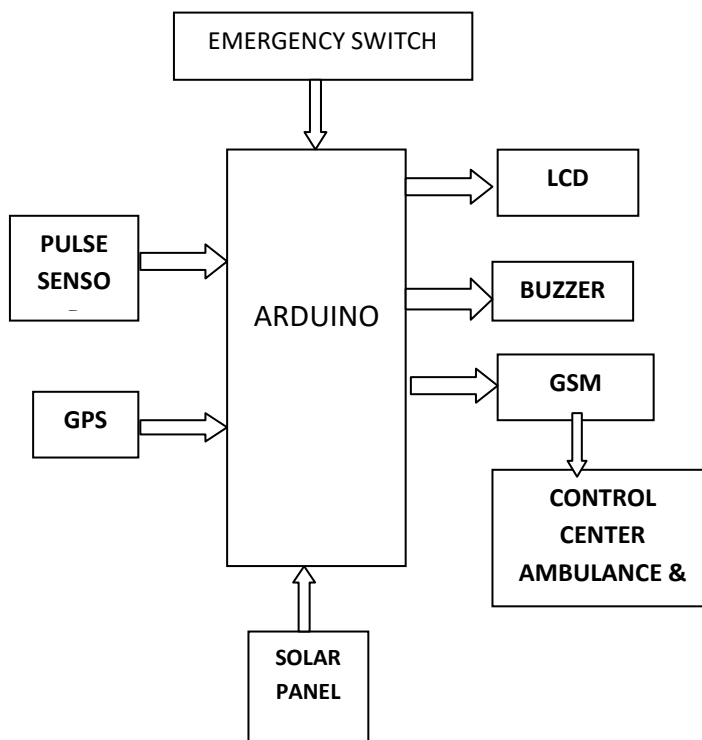 EMERGENCY SWITCH
LCD
PULSE
SENSO
BUZZER
ARDUINO
GSM
GPS
CONTROL
CENTER
AMBULANCE &
SOLAR
PANEL